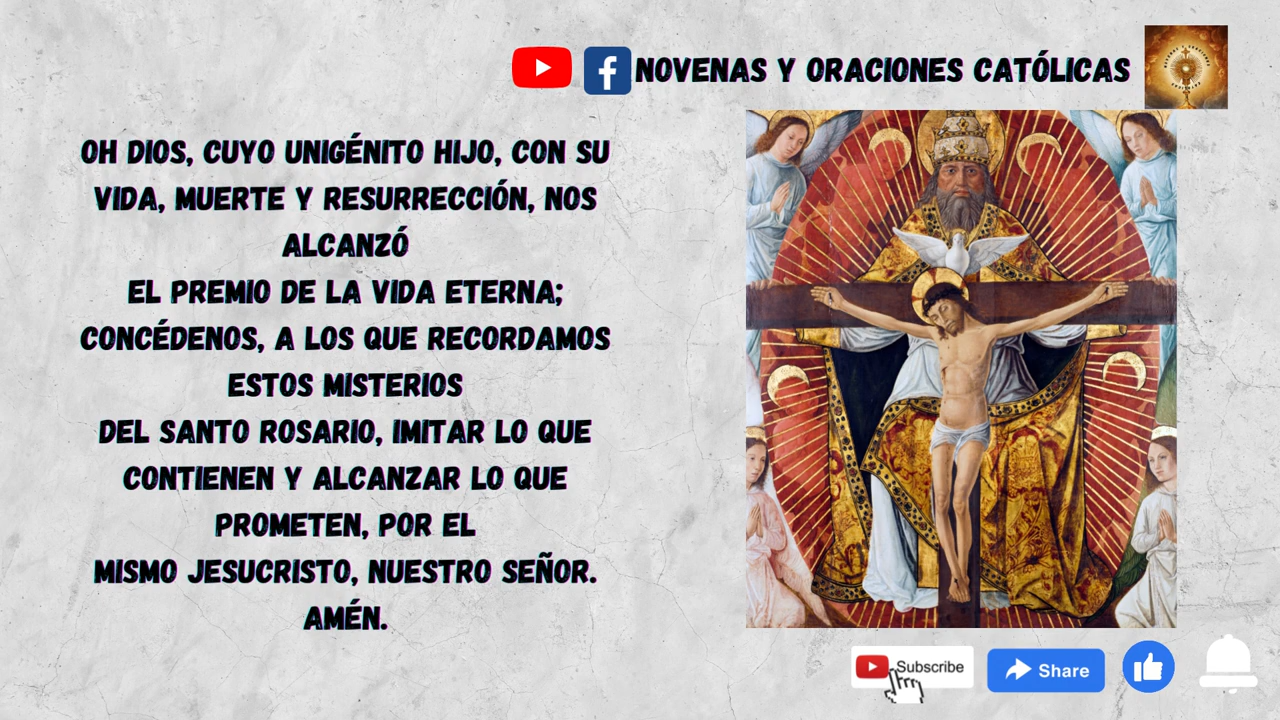 NOVENAS Y ORACIONES CATÓLICAS
OH DIOS, CUYO UNIGÉNITO HIJO, CON SU
VIDA, MUERTE Y RESURRECCIÓN, NOS
ALCANZÓ
EL PREMIO DE LA VIDA ETERNA;
CONCÉDENOS, A LOS QUE RECORDAMOS
ESTOS MISTERIOS
DEL SANTO ROSARIO, IMITAR LO QUE
CONTIENEN Y ALCANZAR LO QUE
PROMETEN, POR EL
MISMO JESUCRISTO, NUESTRO SEÑOR.
AMÉN.
Subscribe
Share